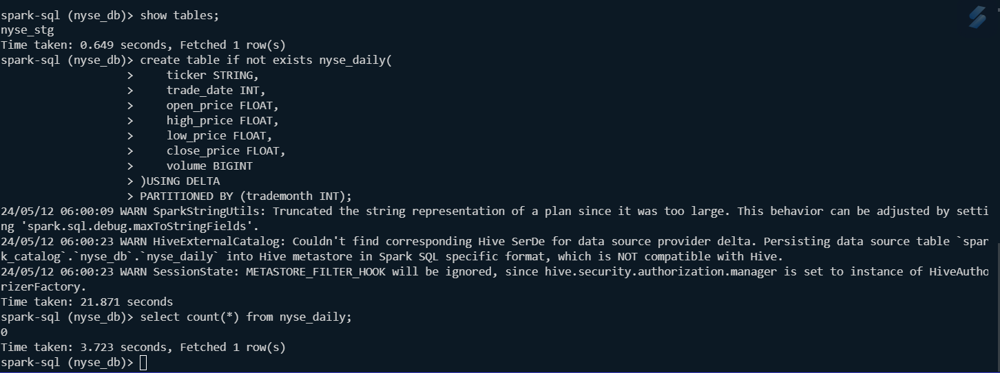 spark-sql (nyse_db)> show tables;
nyse_stg
Time taken: 0.649 seconds, Fetched 1 row(s)
spark-sql (nyse_db)> create table if not exists nyse_daily(
                   >     ticker STRING,
                   >     trade_date INT,
                   >     open_price FLOAT,
                   >     high_price FLOAT,
                   >     low_price FLOAT,
                   >     close_price FLOAT,
                   >     volume BIGINT
                   > )USING DELTA
                   > PARTITIONED BY (trademonth INT);
24/05/12 06:00:09 WARN SparkStringUtils: Truncated the string representation of a plan since it was too large. This behavior can be adjusted by setti
ng 'spark.sql.debug.maxToStringFields'.
24/05/12 06:00:23 WARN HiveExternalCatalog: Couldn't find corresponding Hive SerDe for data source provider delta. Persisting data source table `spar
k_catalog`.`nyse_db`.`nyse_daily` into Hive metastore in Spark SQL specific format, which is NOT compatible with Hive.
24/05/12 06:00:23 WARN SessionState: METASTORE_FILTER_HOOK will be ignored, since hive.security.authorization.manager is set to instance of HiveAutho
rizerFactory.
Time taken: 21.871 seconds
spark-sql (nyse_db)> select count(*) from nyse_daily;
0
Time taken: 3.723 seconds, Fetched 1 row(s)
spark-sql (nyse_db)>